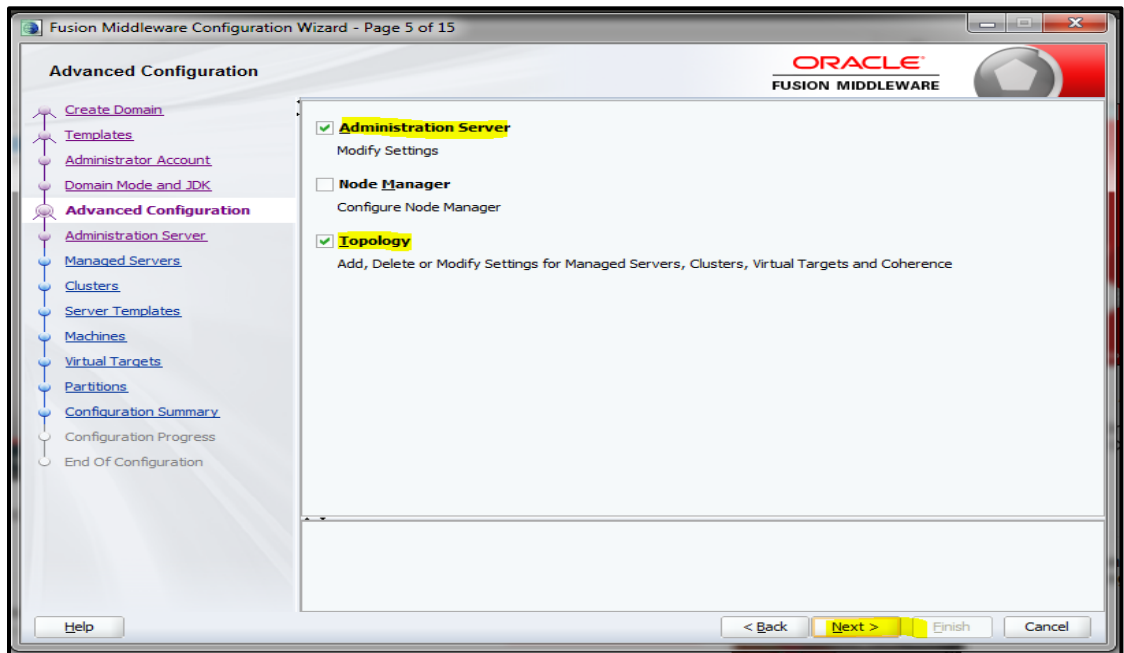 Fusion Middleware Configuration Wizard - Page 5 of 15
Advanced Configuration
ORACLE
FUSION MIDDLEWARE
Create Domain
Templates
Administrator Account
Domain Mode and JDK
Advanced Configuration
Administration Server
Managed Servers
Clusters
Server Templates
Machines
Virtual Targets
Partitions
Configuration Summary
Configuration Progress
End Of Configuration
Administration Server
Modify Settings
Node Manager
Configure Node Manager
Topology
Add, Delete or Modify Settings for Managed Servers, Clusters, Virtual Targets and Coherence
Help
< Back
Next >
Finish
Cancel